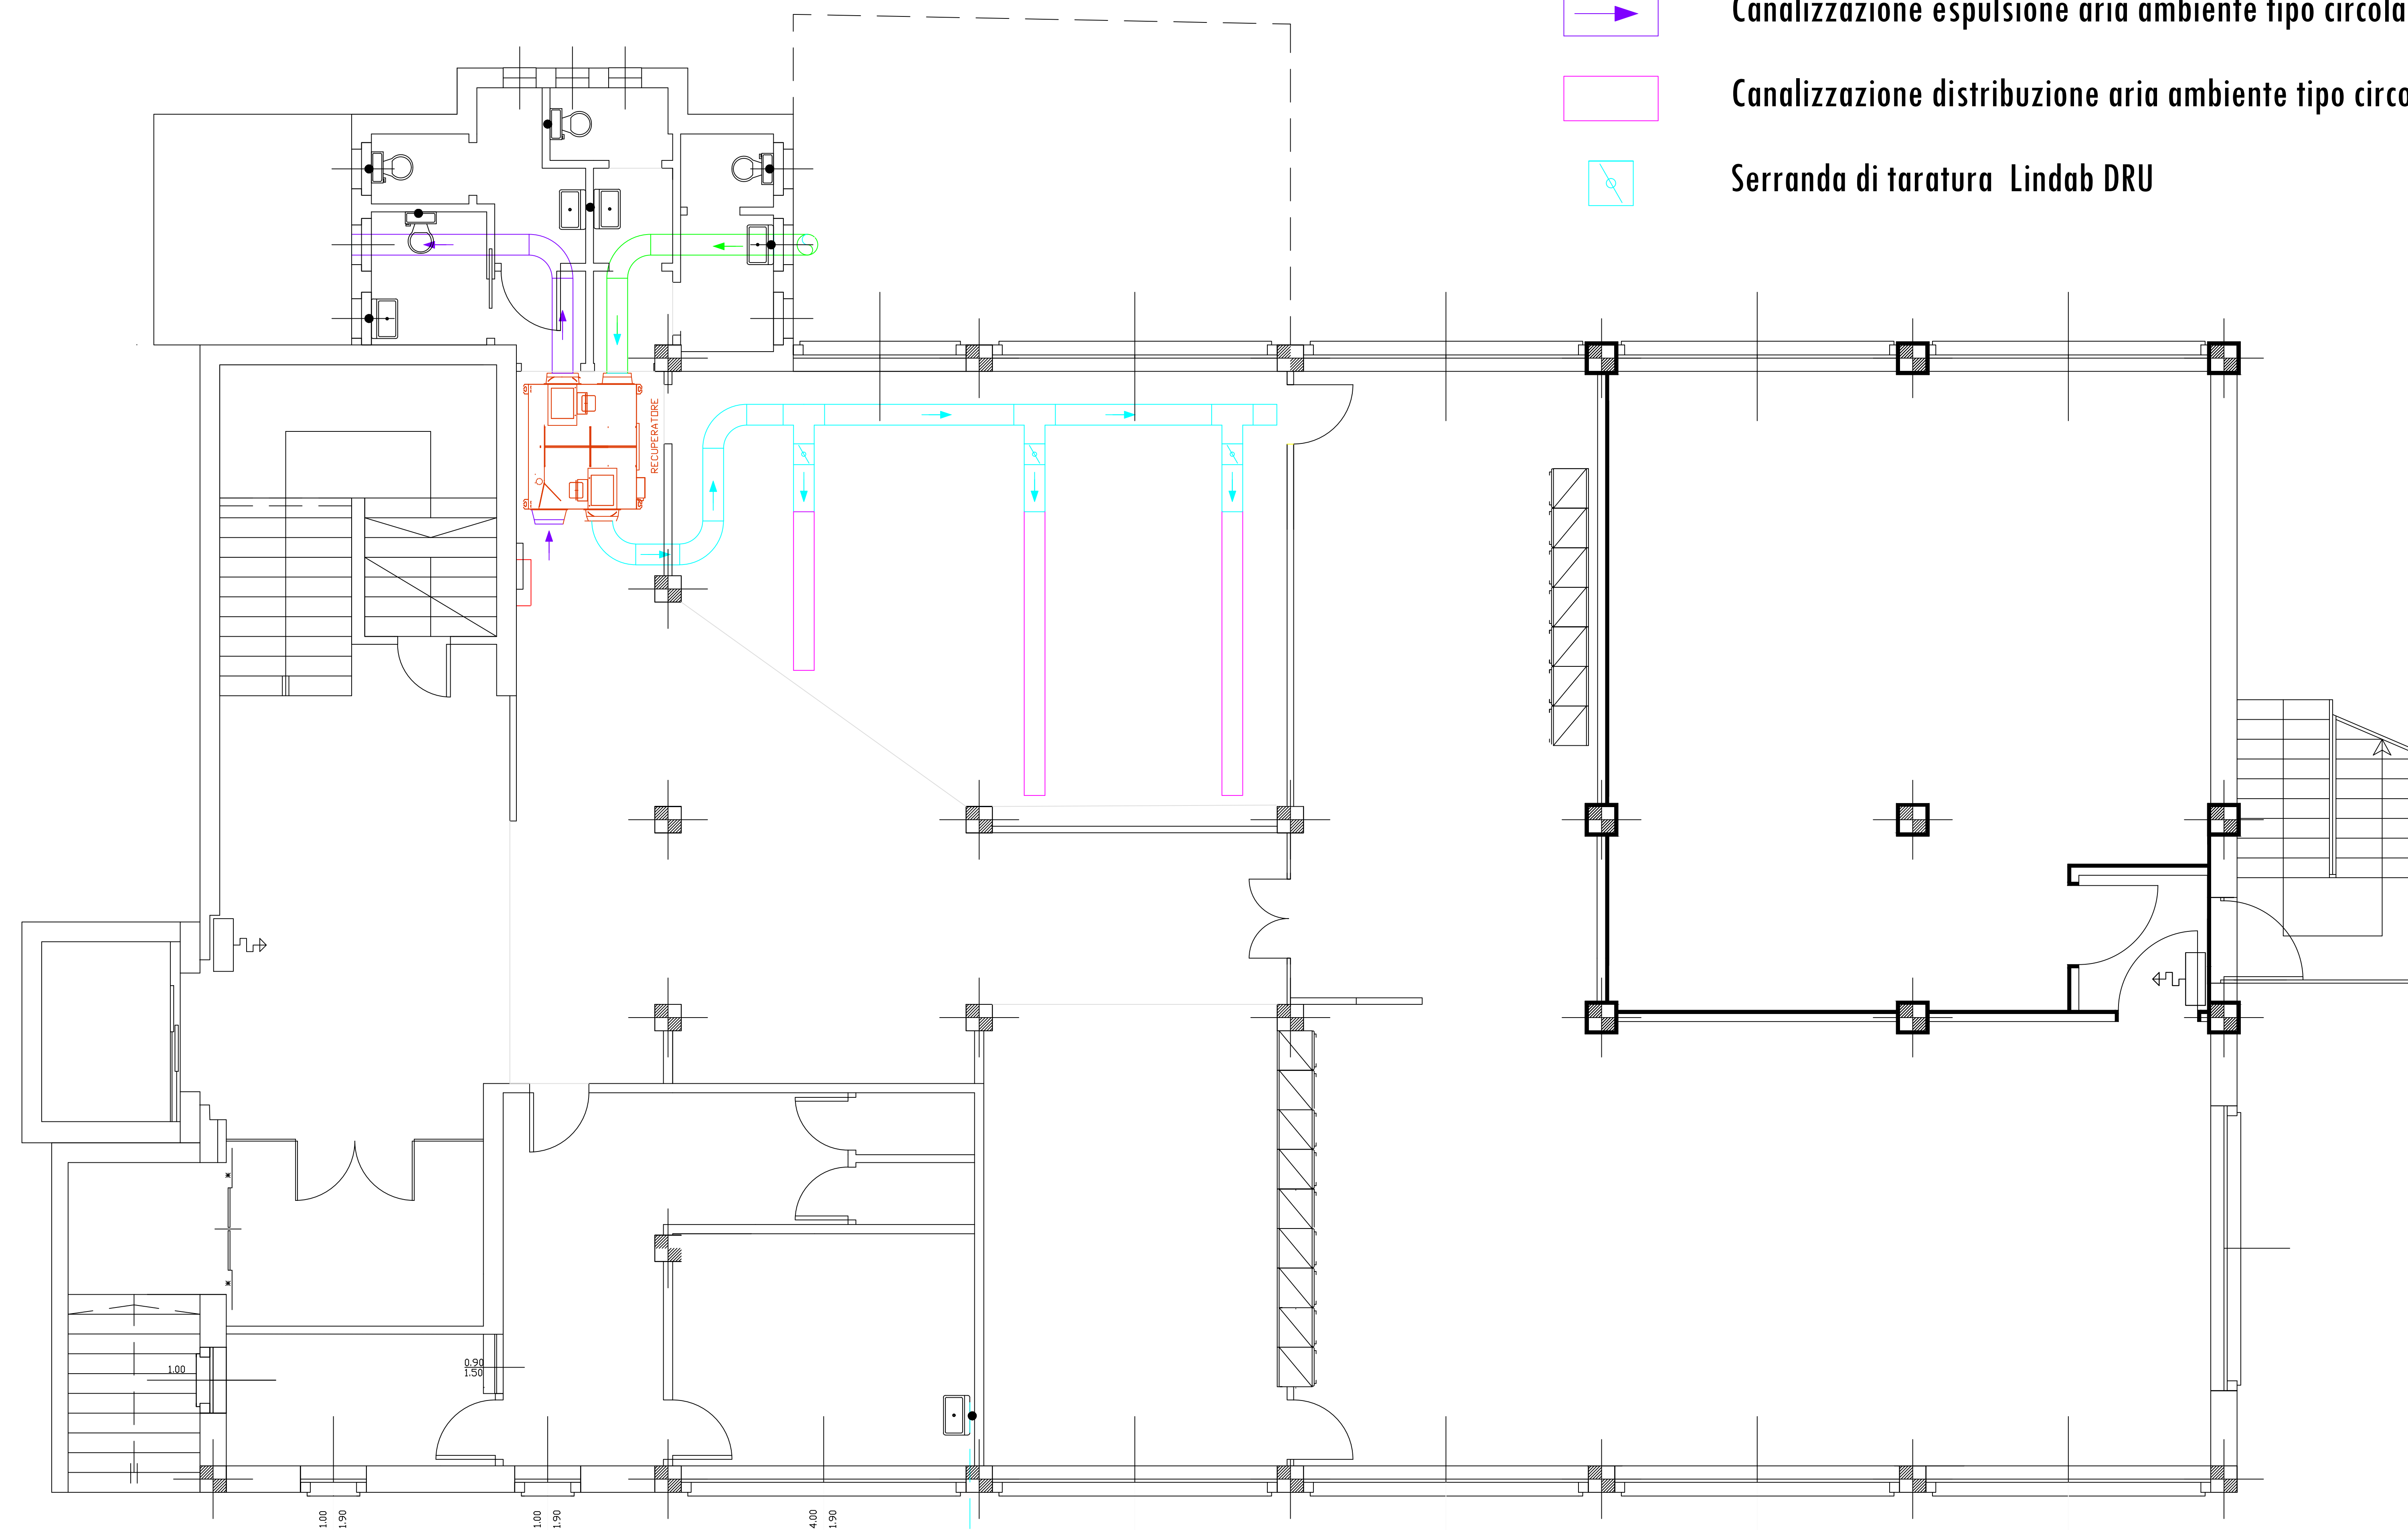 Canalizzazione espulsione aria ambiente tipo circola
Canalizzazione distribuzione aria ambiente tipo circo
Serranda di taratura Lindab DRU
RECUPERATORE
1.00
0.90
1.50
1.00
1.90
1.00
1.90
4.00
1.90